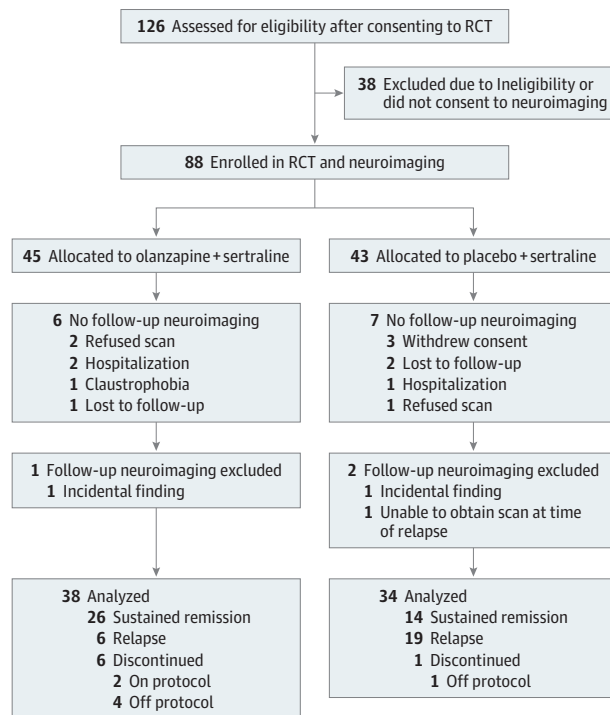 126 Assessed for eligibility after consenting to RCT
38 Excluded due to Ineligibility or
did not consent to neuroimaging
88 Enrolled in RCT and neuroimaging
45 Allocated to olanzapine + sertraline
6 No follow-up neuroimaging
2 Refused scan
2 Hospitalization
1 Claustrophobia
1 Lost to follow-up
1 Follow-up neuroimaging excluded
1 Incidental finding
38 Analyzed
26 Sustained remission
6 Relapse
6 Discontinued
2 On protocol
4 Off protocol
43 Allocated to placebo + sertraline
7 No follow-up neuroimaging
3 Withdrew consent
2 Lost to follow-up
1 Hospitalization
1 Refused scan
2 Follow-up neuroimaging excluded
1 Incidental finding
1 Unable to obtain scan at time
of relapse
34 Analyzed
14 Sustained remission
19 Relapse
1 Discontinued
1 Off protocol